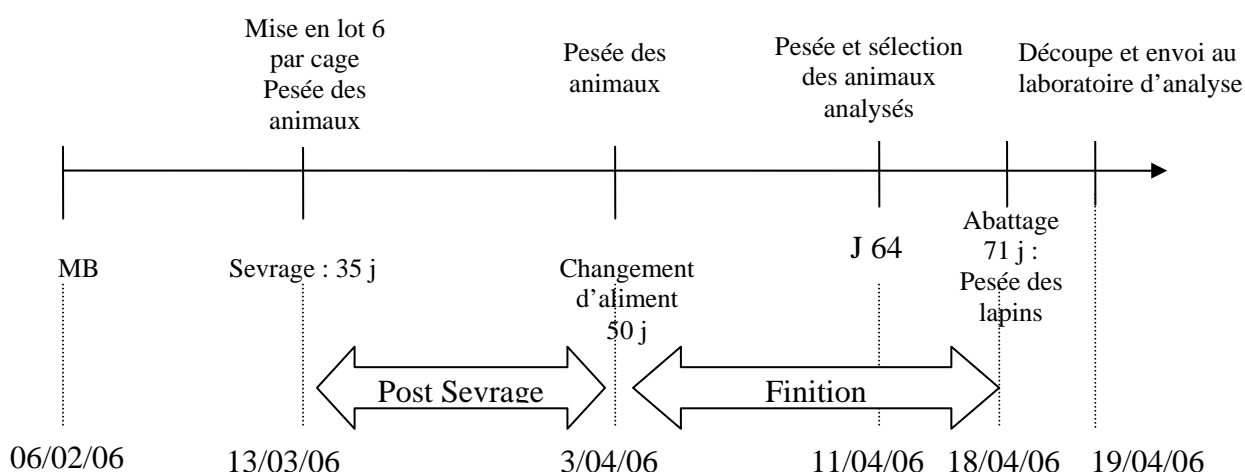 Mise en lot 6
par cage
Pesée des
animaux
Pesée des
animaux
Pesée et sélection
des animaux
analysés
Découpe et envoi au
laboratoire d’analyse
MB
Sevrage : 35 j
Changement
d’aliment
50 j
J 64
Abattage
71 j :
Pesée des
lapins
Post Sevrage
Finition
06/02/06
13/03/06
3/04/06
11/04/06
18/04/06
19/04/06